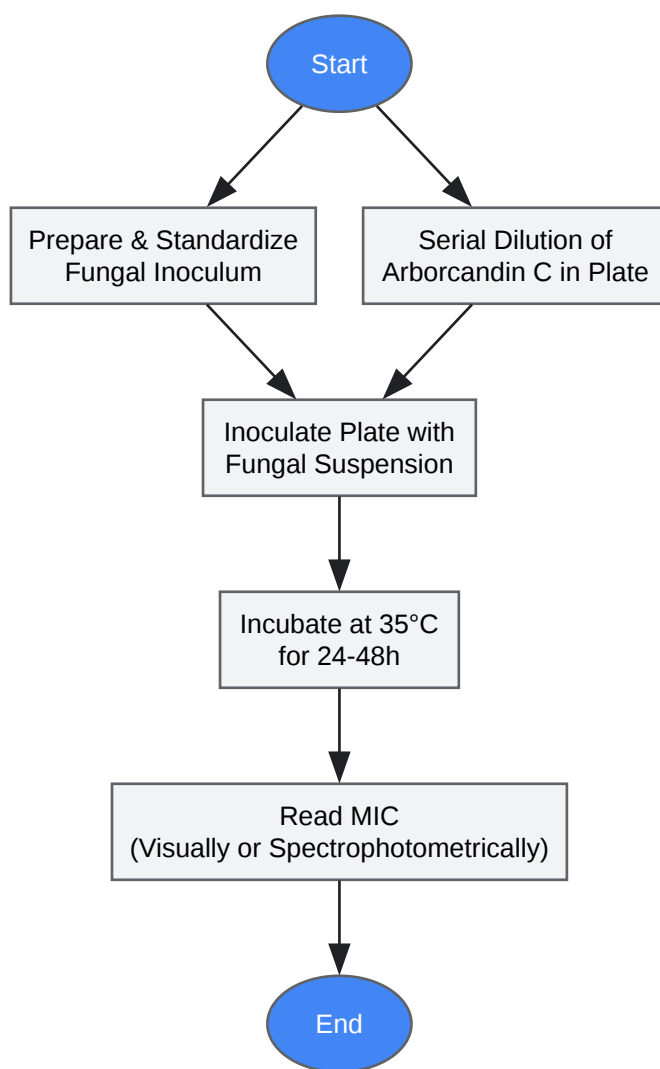 Start
Prepare & Standardize
Fungal Inoculum
Serial Dilution of
Arborcandin C in Plate
Inoculate Plate with
Fungal Suspension
Incubate at 35°C
for 24-48h
Read MIC
(Visually or Spectrophotometrically)
End